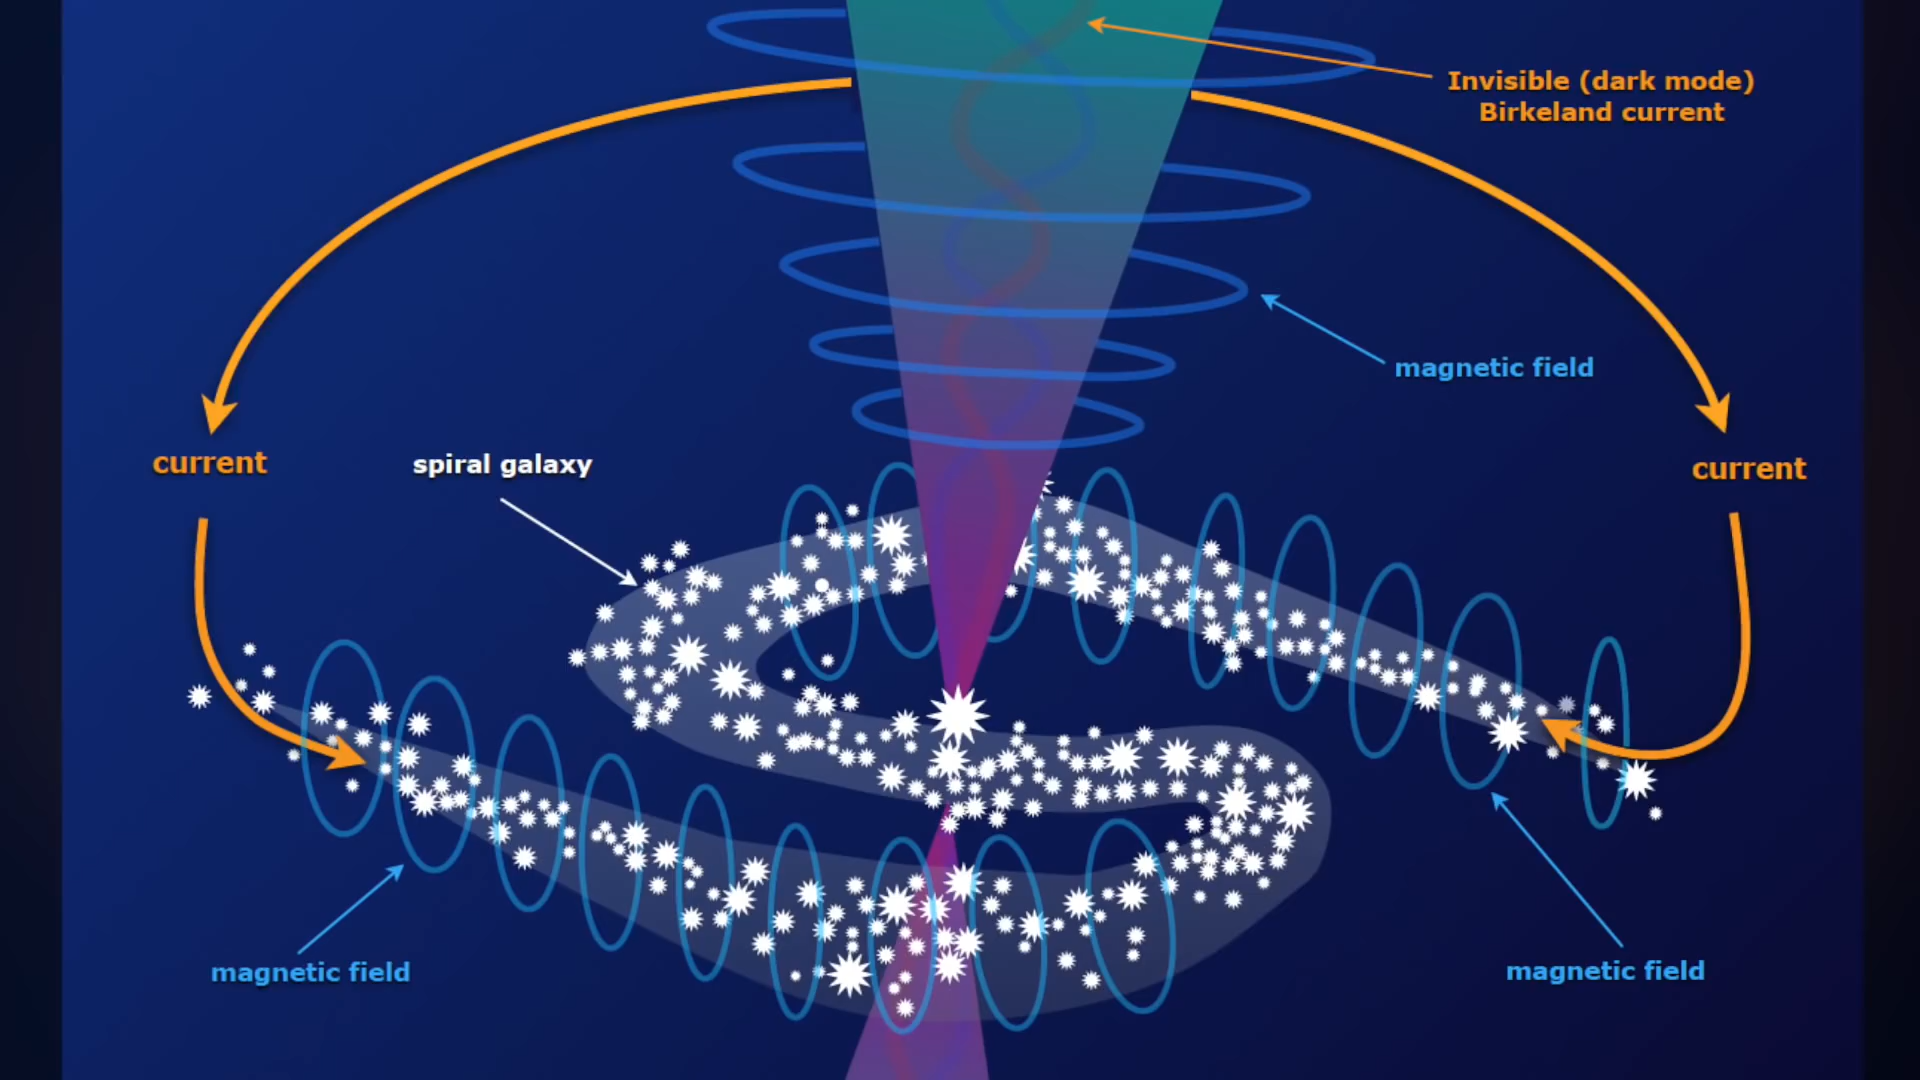 Invisible (dark mode)
Birkeland current
magnetic field
current
spiral galaxy
current
magnetic field
magnetic field